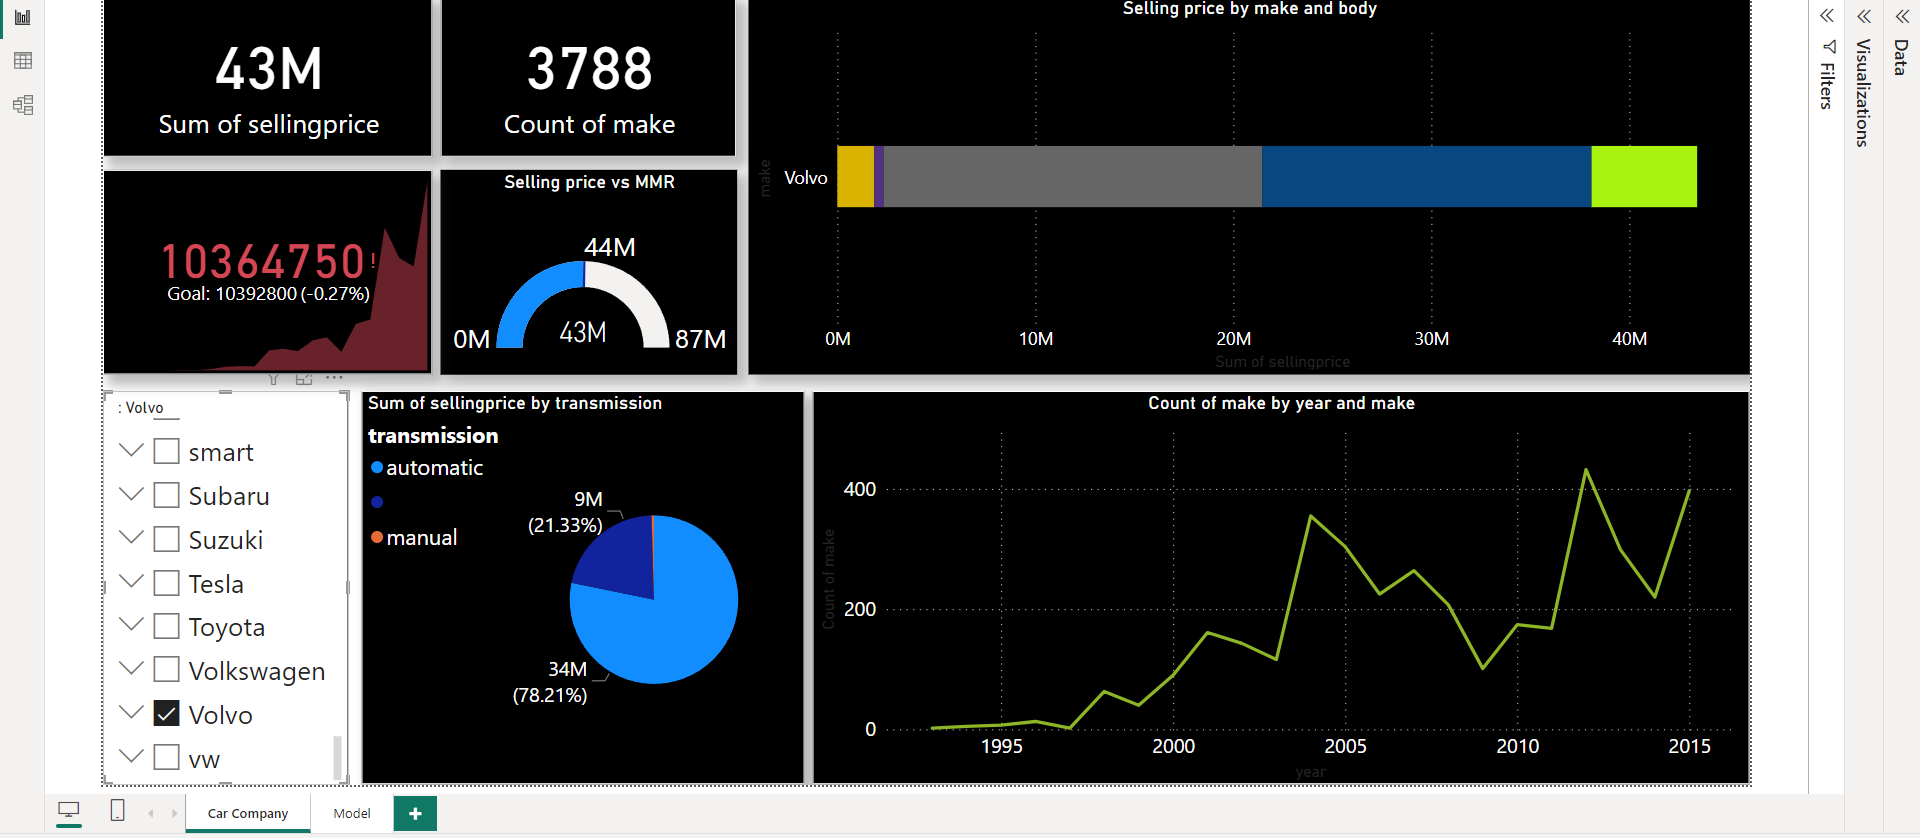 43M
Sum of sellingprice
3788
Count of make
Selling price by make and body
make
Volvo
0M
10M
20M
30M
40M
Sum of sellingprice
10364750!
Goal: 10392800 (-0.27%)
Selling price vs MMR
44M
0M
43M
87M
: Volvo
smart
Subaru
Suzuki
Tesla
Toyota
Volkswagen
Volvo
vw
Sum of sellingprice by transmission
transmission
automatic
manual
9M
(21.33%)
34M
(78.21%)
Count of make by year and make
Count of make
400
200
0
1995
2000
2005
2010
2015
year
Filters
Visualizations
Data
Car Company
Model